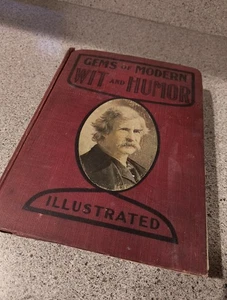 GEMS OF MODERN
WIT AND HUMOR
ILLUSTRATED